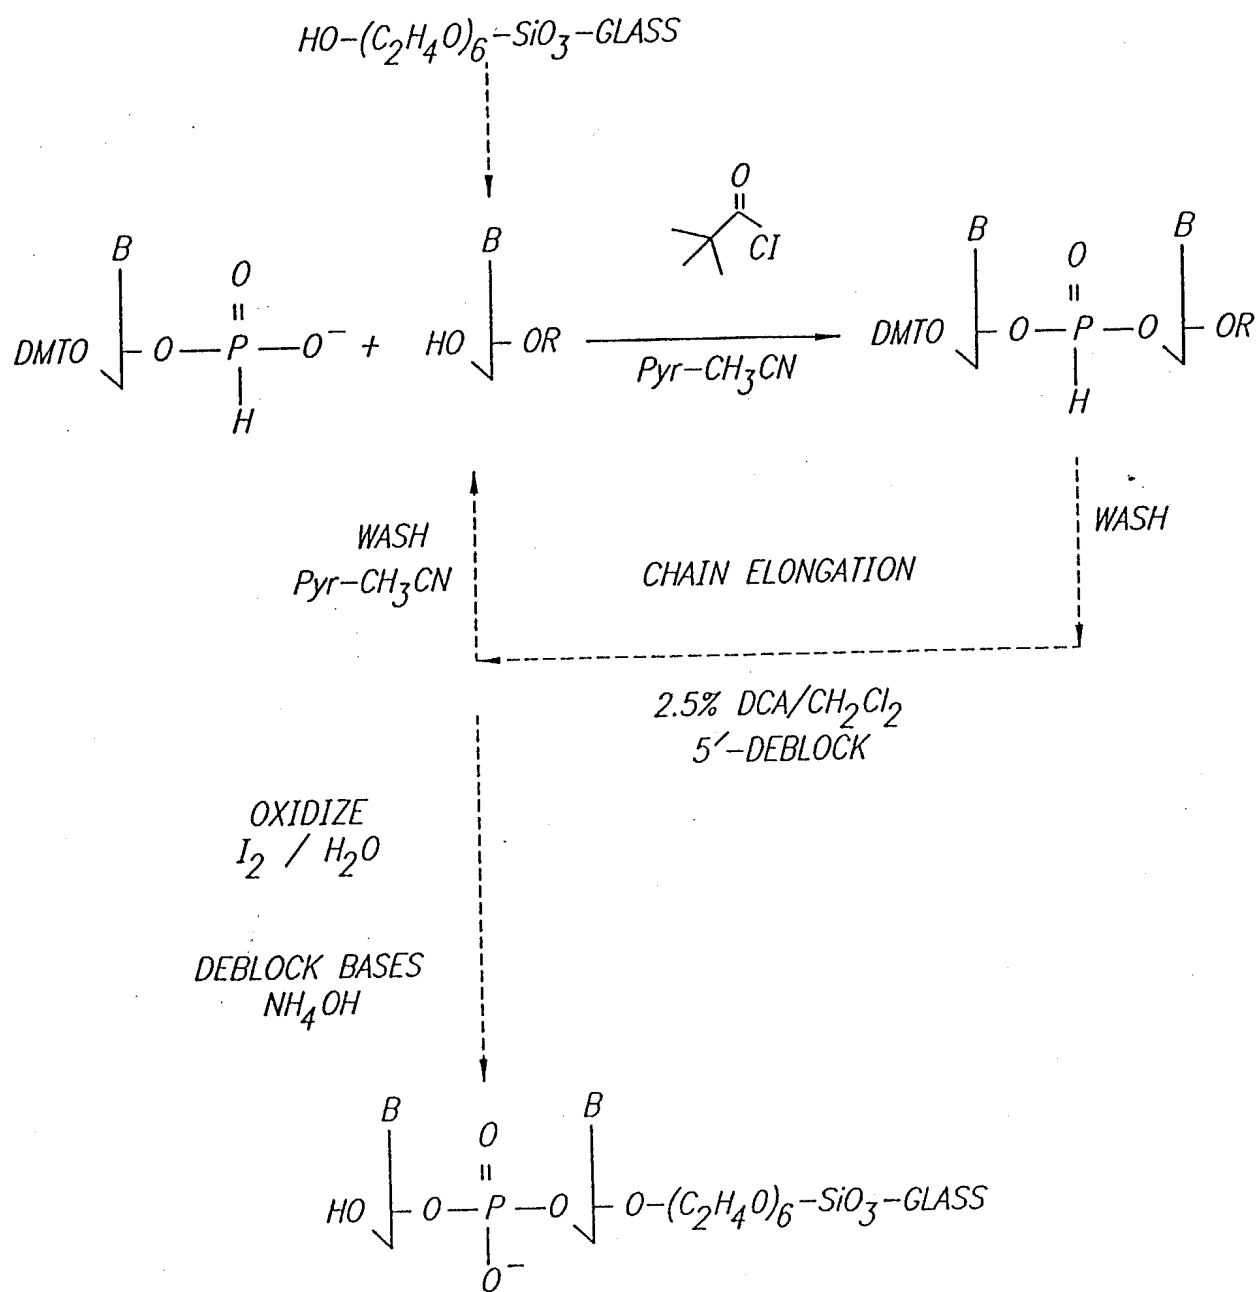 HO-(C2H4O)6-SiO3-GLASS
O
Cl
B
O
DMTO O-P-O- +
H
B
HO OR
Pyr-CH3CN
B O B
DMTO O-P-O OR
H
WASH
Pyr-CH3CN
CHAIN ELONGATION
WASH
2.5% DCA/CH2Cl2
5'-DEBLOCK
OXIDIZE
I2 / H2O
DEBLOCK BASES
NH4OH
B O B
HO O-P-O O-(C2H4O)6-SiO3-GLASS
O-